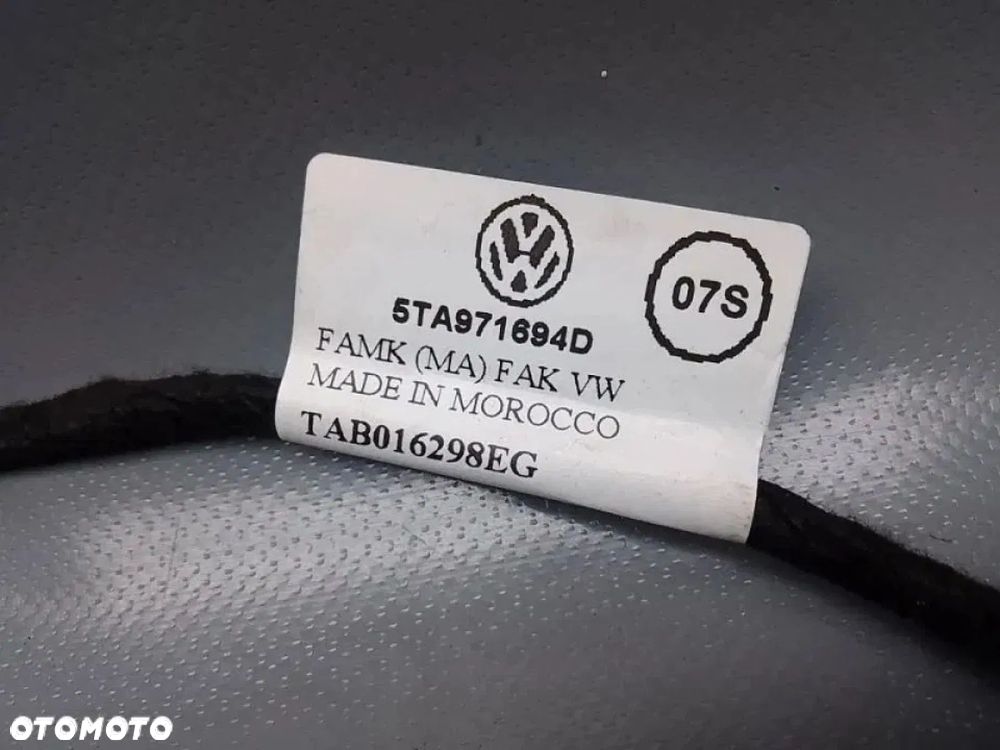 07S
5TA971694D
FAMK (MA) FAK VW
MADE IN MOROCCO
TAB016298EG
OTOMOTO